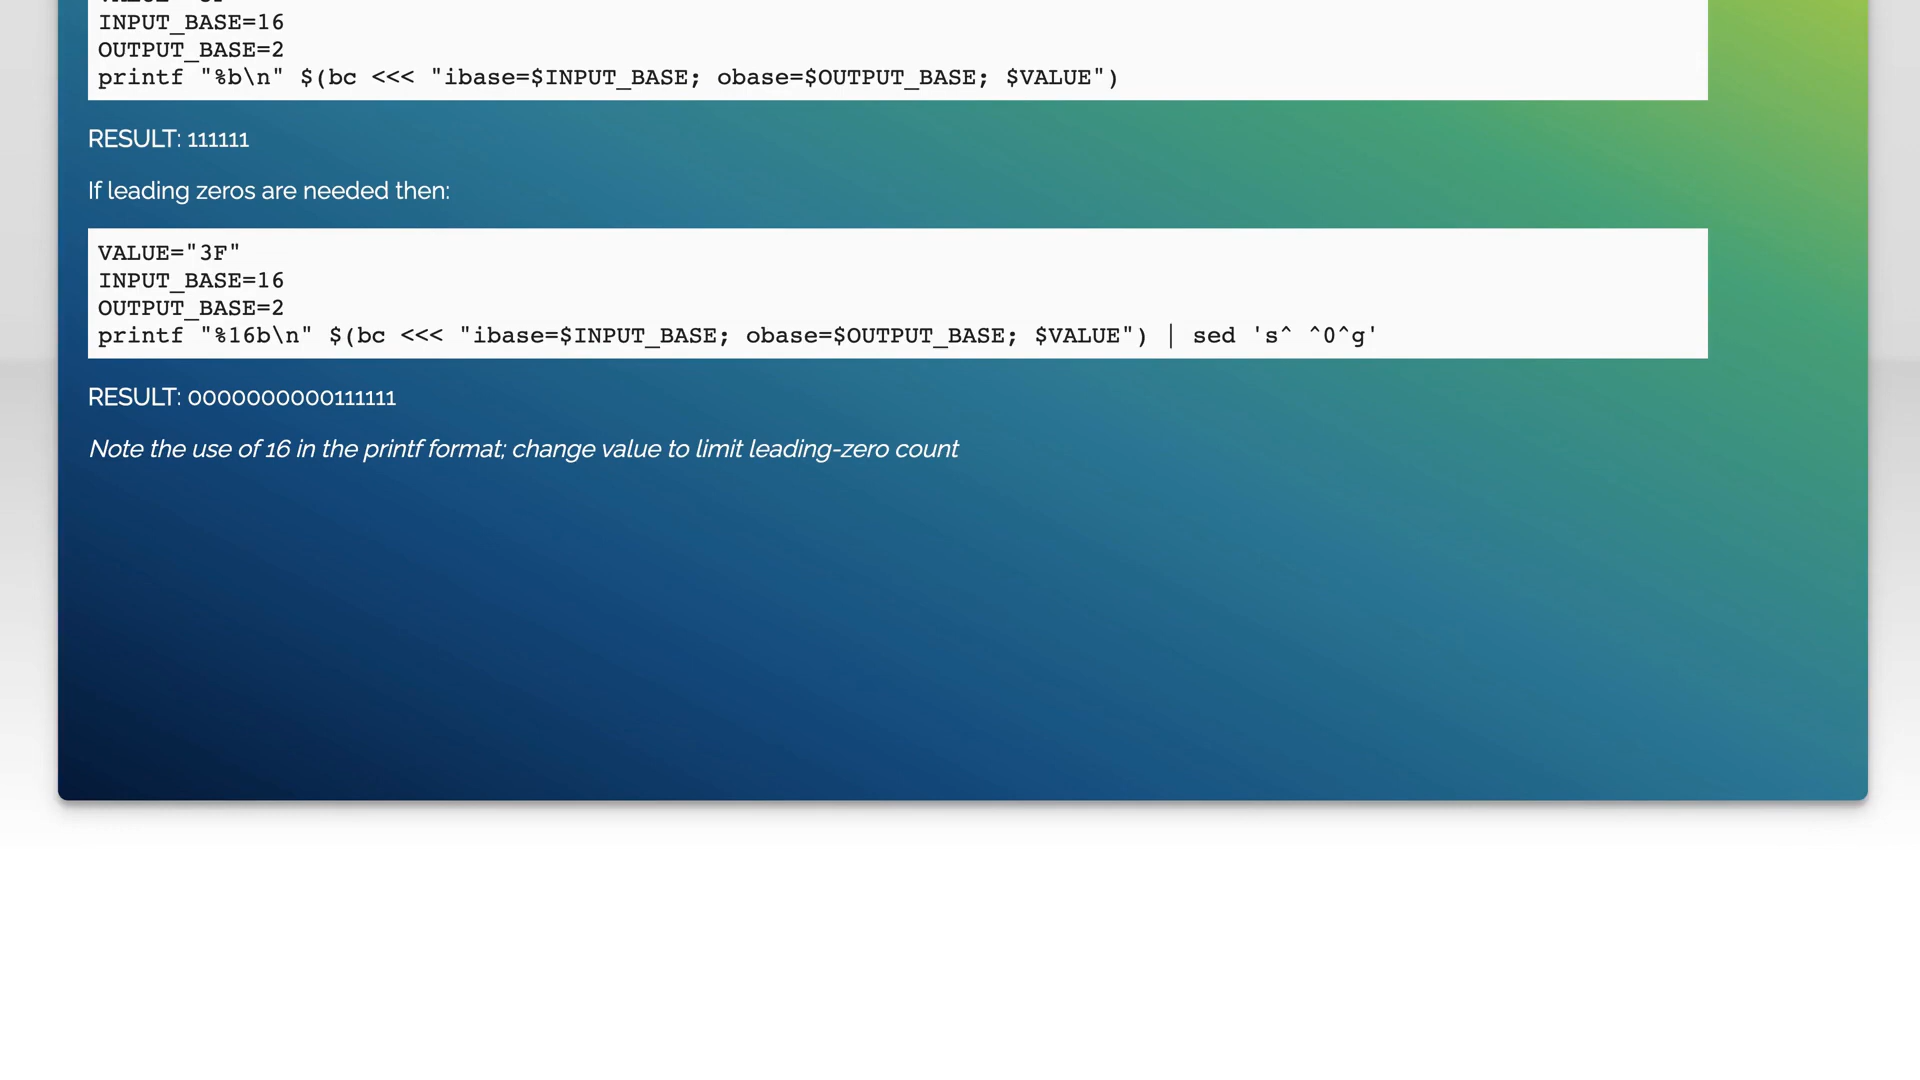 INPUT_BASE=16
OUTPUT_BASE=2
printf "%b\n" $(bc <<< "ibase=$INPUT_BASE; obase=$OUTPUT_BASE; $VALUE")
RESULT: 111111
If leading zeros are needed then:
VALUE="3F"
INPUT_BASE=16
OUTPUT_BASE=2
printf "%16b\n" $(bc <<< "ibase=$INPUT_BASE; obase=$OUTPUT_BASE; $VALUE") | sed 's^ ^0^g'
RESULT: 0000000000111111
Note the use of 16 in the printf format; change value to limit leading-zero count